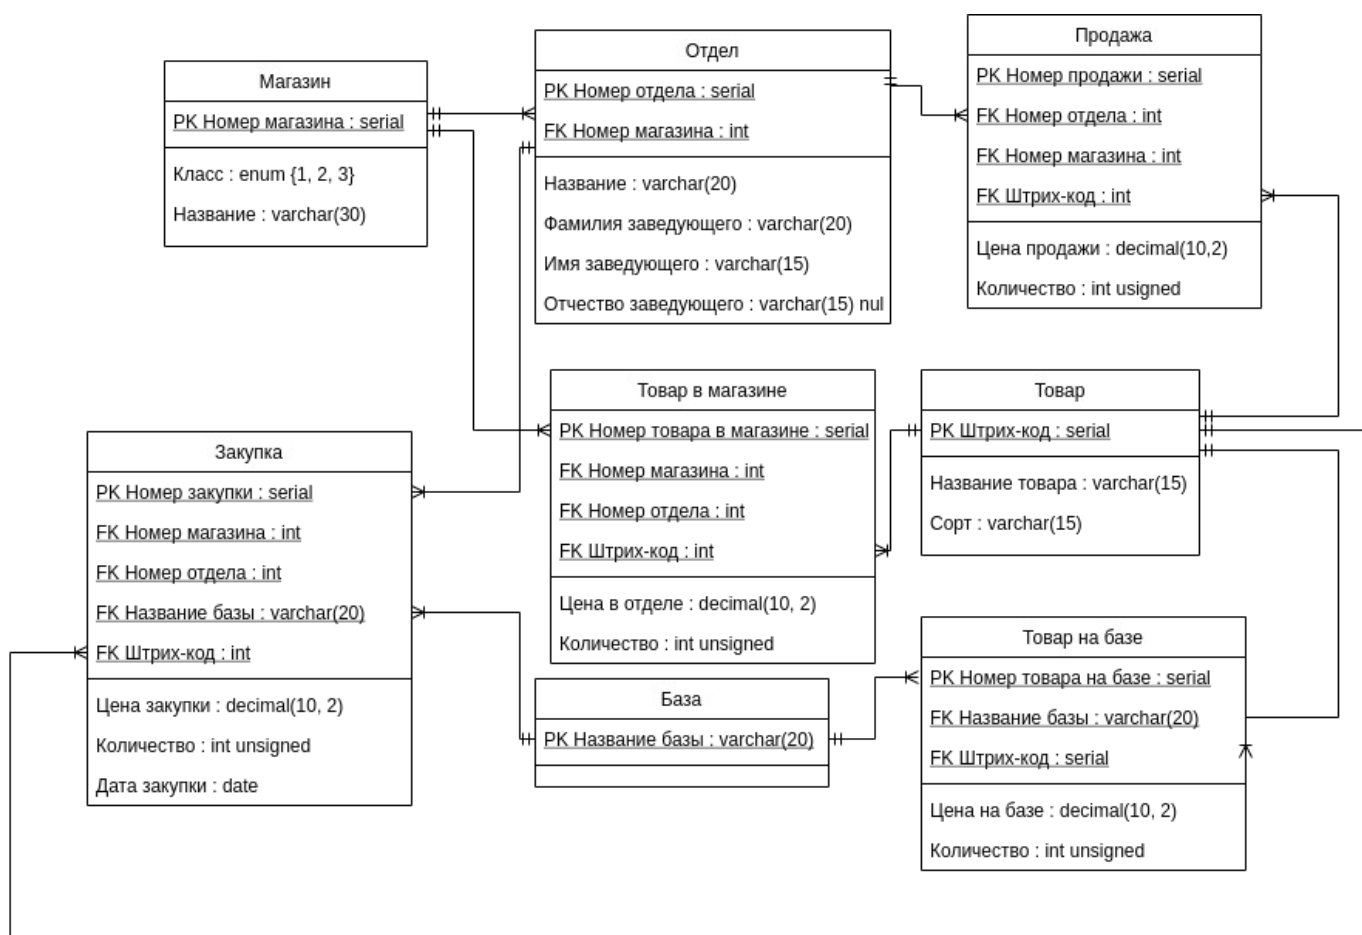 Магазин
PK Номер магазина : serial
Класс : enum {1, 2, 3}
Название : varchar(30)
Отдел
PK Номер отдела : serial
FK Номер магазина : int
Название : varchar(20)
Фамилия заведующего : varchar(20)
Имя заведующего : varchar(15)
Отчество заведующего : varchar(15) nul
Продажа
PK Номер продажи : serial
FK Номер отдела : int
FK Номер магазина : int
FK Штрих-код : int
Цена продажи : decimal(10,2)
Количество : int usigned
Закупка
PK Номер закупки : serial
FK Номер магазина : int
FK Номер отдела : int
FK Название базы : varchar(20)
FK Штрих-код : int
Цена закупки : decimal(10, 2)
Количество : int unsigned
Дата закупки : date
Товар в магазине
PK Номер товара в магазине : serial
FK Номер магазина : int
FK Номер отдела : int
FK Штрих-код : int
Цена в отделе : decimal(10, 2)
Количество : int unsigned
Товар
PK Штрих-код : serial
Название товара : varchar(15)
Сорт : varchar(15)
База
PK Название базы : varchar(20)
Товар на базе
PK Номер товара на базе : serial
FK Название базы : varchar(20)
FK Штрих-код : serial
Цена на базе : decimal(10, 2)
Количество : int unsigned